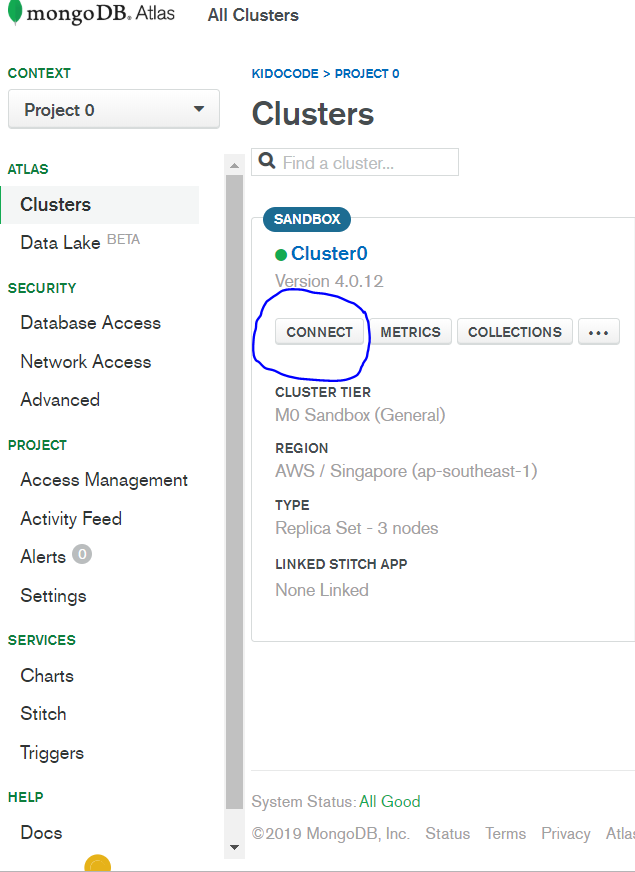 mongoDB. Atlas
All Clusters
CONTEXT
Project 0
ATLAS
Clusters
Data Lake BETA
SECURITY
Database Access
Network Access
Advanced
PROJECT
Access Management
Activity Feed
Alerts 0
Settings
SERVICES
Charts
Stitch
Triggers
HELP
Docs
KIDOCODE > PROJECT 0
Clusters
Find a cluster...
SANDBOX
Cluster0
Version 4.0.12
CONNECT METRICS COLLECTIONS ...
CLUSTER TIER
M0 Sandbox (General)
REGION
AWS / Singapore (ap-southeast-1)
TYPE
Replica Set - 3 nodes
LINKED STITCH APP
None Linked
System Status: All Good
©2019 MongoDB, Inc. Status Terms Privacy Atlas